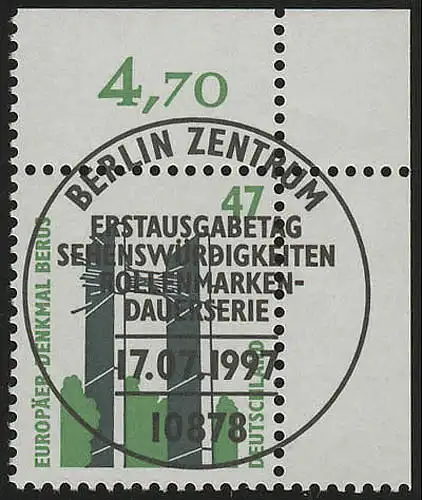 4,70
BERLIN ZENTRUM
47
ERSTAUSGABETAG
SEHENSWÜRDIGKEITEN
ROLLENMARKEN-
DAUERSERIE
17.07.1997
10878
EUROPÄER-DENKMAL BERUS
DEUTSCHLAND